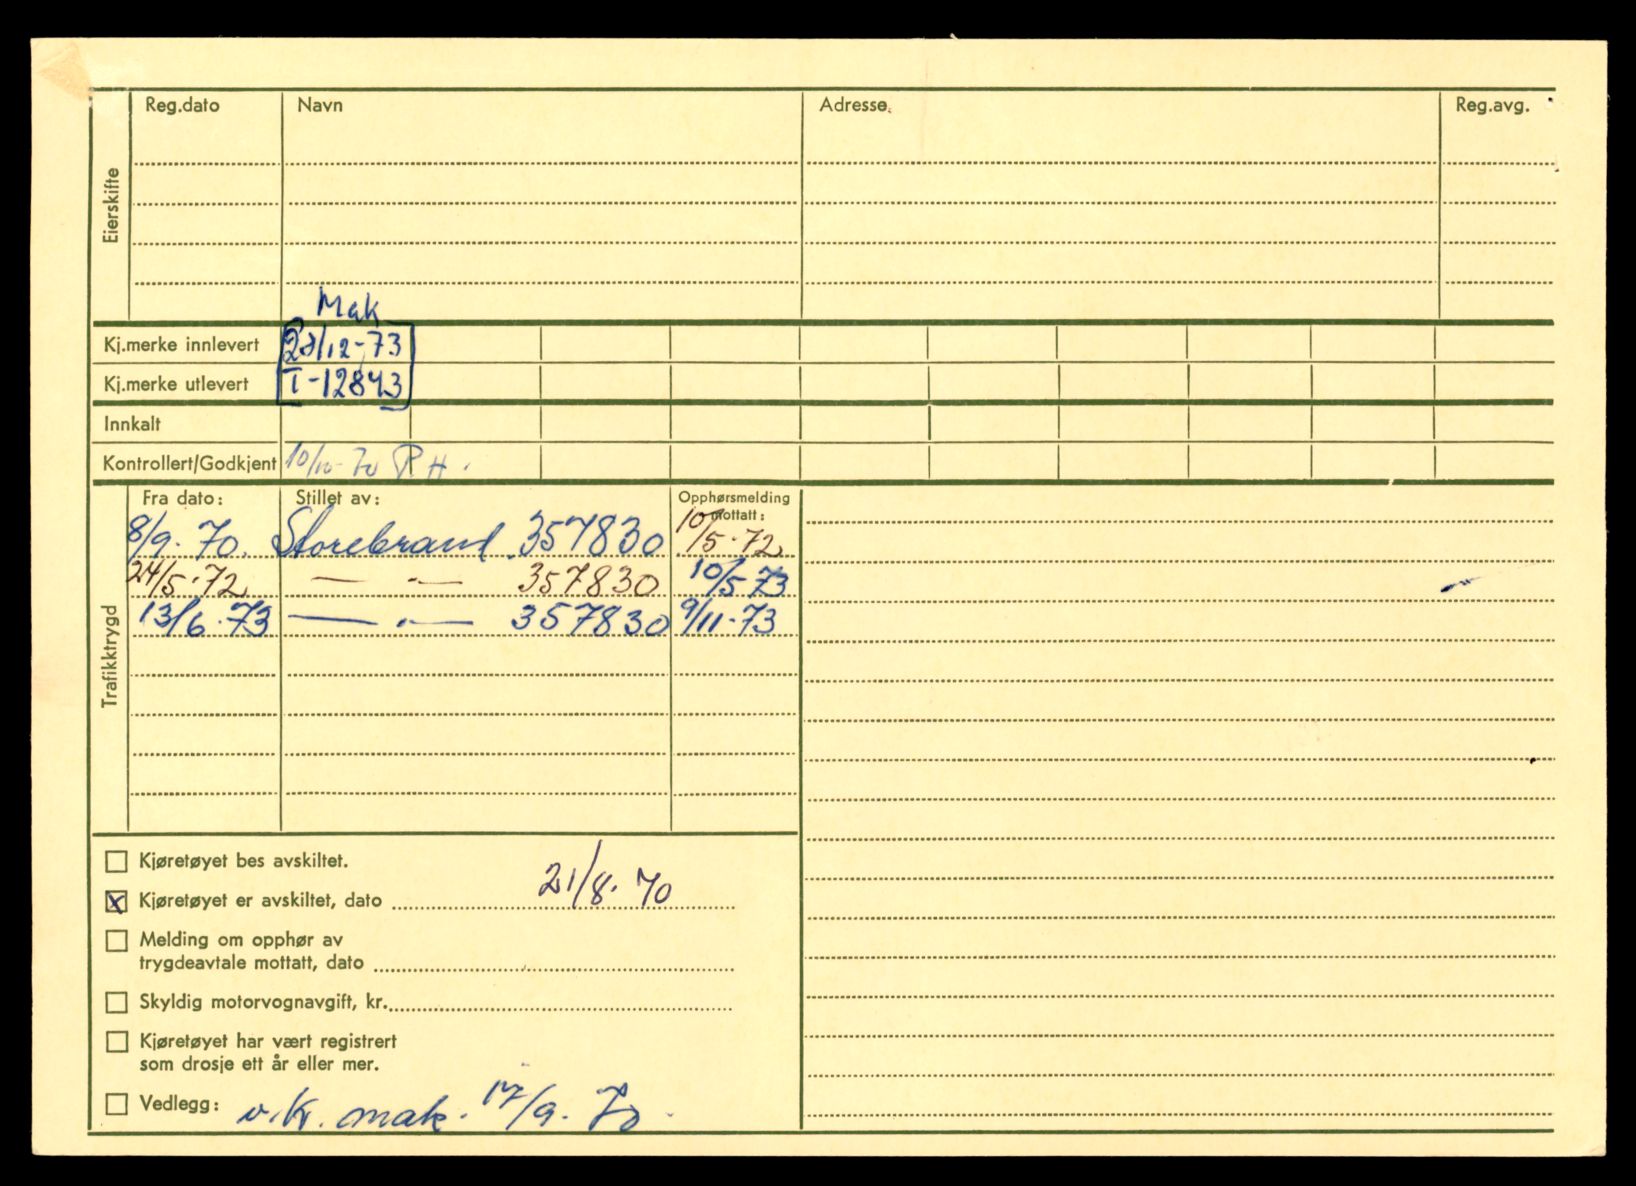 Eierskifte
Reg.dato Navn Adresse Reg.avg.
Mak
Kj.merke innlevert /12-73
Kj.merke utlevert T-12843
Innkalt
Kontrollert/Godkjent 10/10-70 P.H.
Trafikktrygd
Fra dato: Stillet av: Opphørsmelding mottatt:
8/9-70. Storebrand 357830 10/5-72
24/5-72 — " — 357830 10/5 73
13/6-73 — " — 357830 9/11-73
Kjøretøyet bes avskiltet.
x Kjøretøyet er avskiltet, dato 21/8-70
Melding om opphør av
trygdeavtale mottatt, dato
Skyldig motorvognavgift, kr.
Kjøretøyet har vært registrert
som drosje ett år eller mer.
Vedlegg: v.kr. mak. 17/9-70